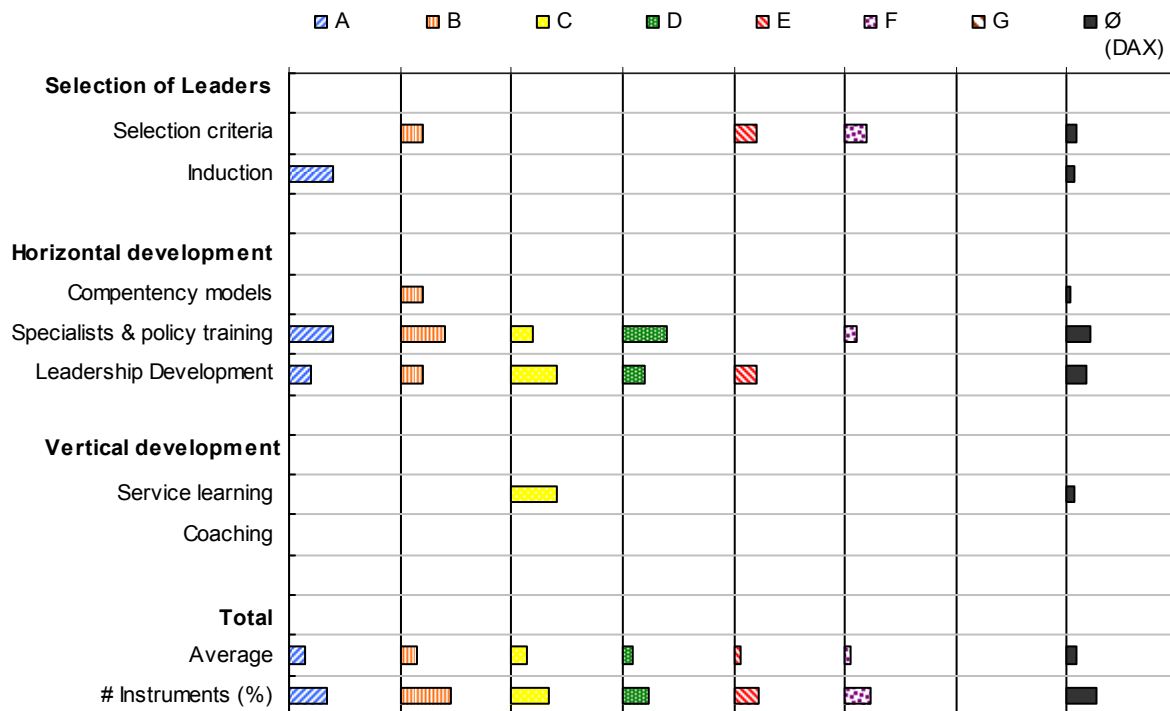 A B C D E F G Ø
(DAX)
Selection of Leaders
Selection criteria
Induction
Horizontal development
Compentency models
Specialists & policy training
Leadership Development
Vertical development
Service learning
Coaching
Total
Average
# Instruments (%)